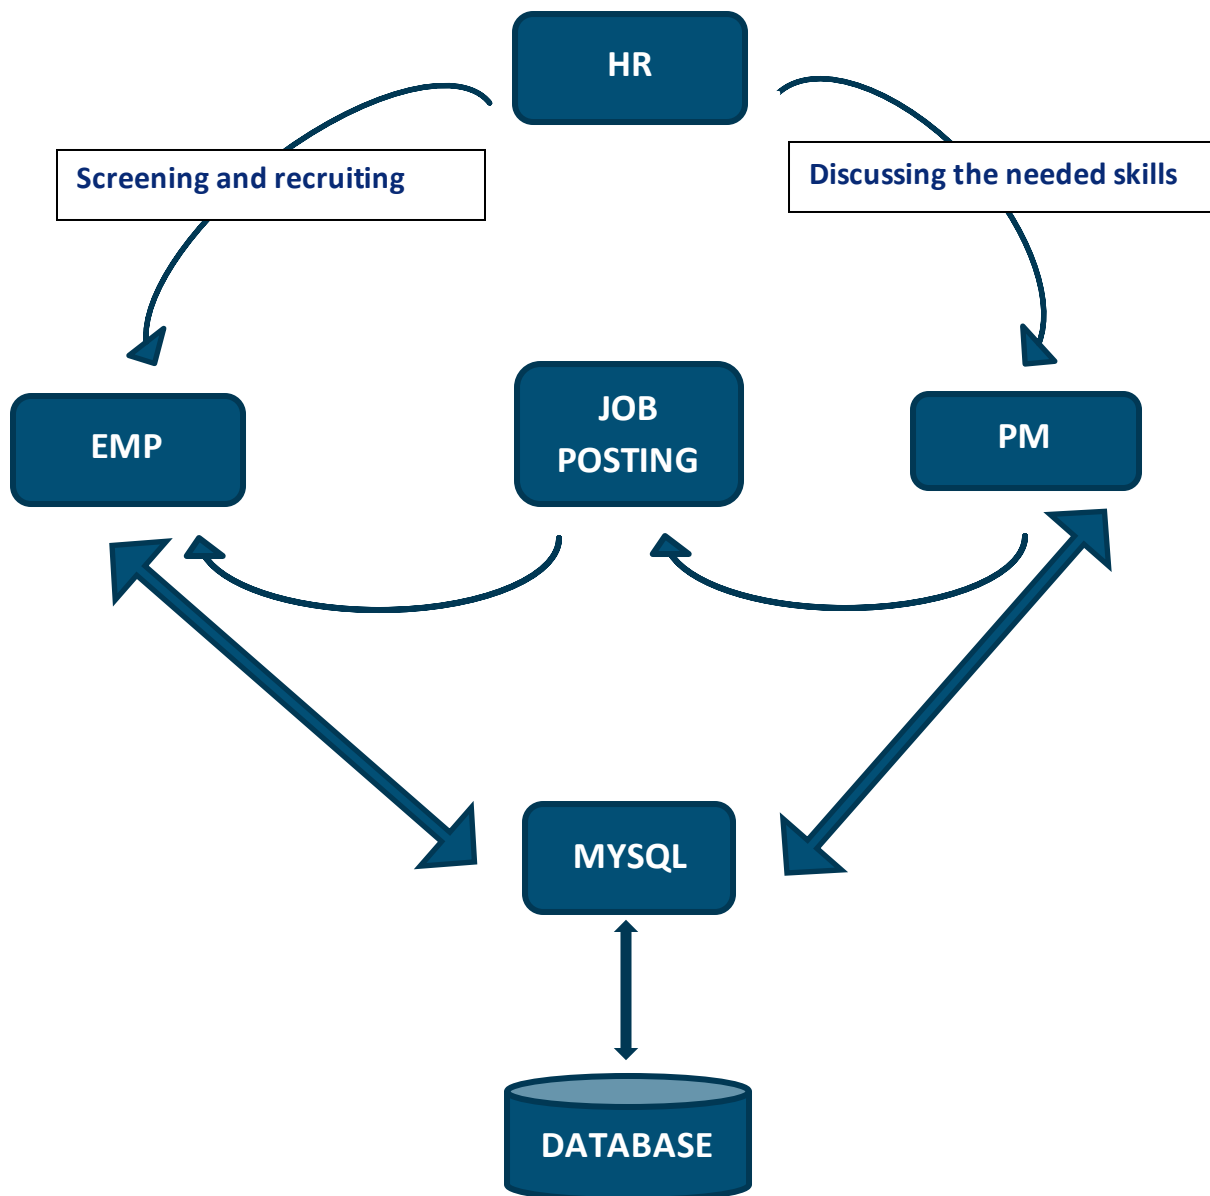 HR
Screening and recruiting
Discussing the needed skills
EMP
JOB
POSTING
PM
MYSQL
DATABASE